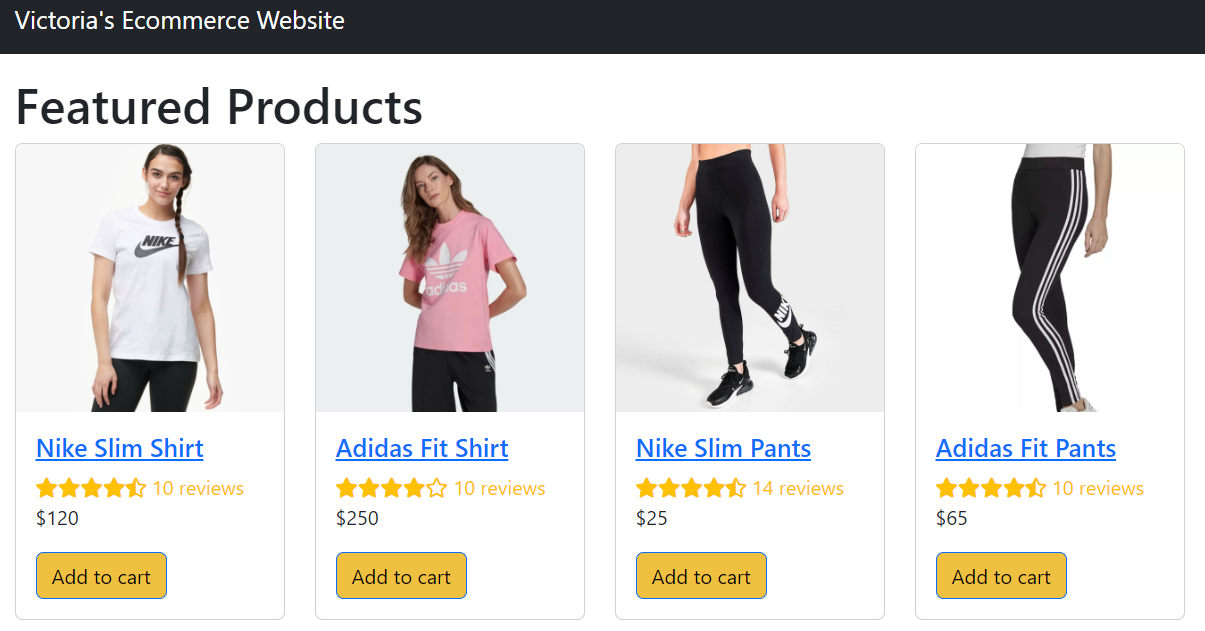 Victoria's Ecommerce Website
Featured Products
NIKE
adidas
NIKE
Nike Slim Shirt
10 reviews
$120
Add to cart
Adidas Fit Shirt
10 reviews
$250
Add to cart
Nike Slim Pants
14 reviews
$25
Add to cart
Adidas Fit Pants
10 reviews
$65
Add to cart